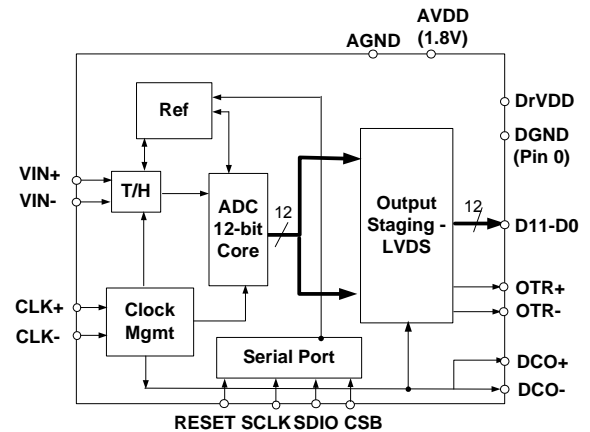 AVDD
(1.8V)
AGND
DrVDD
DGND
(Pin 0)
Ref
VIN+
VIN-
T/H
ADC
12-bit
Core
12
Output
Staging -
LVDS
12
D11-D0
OTR+
OTR-
CLK+
CLK-
Clock
Mgmt
Serial Port
DCO+
DCO-
RESET SCLK SDIO CSB